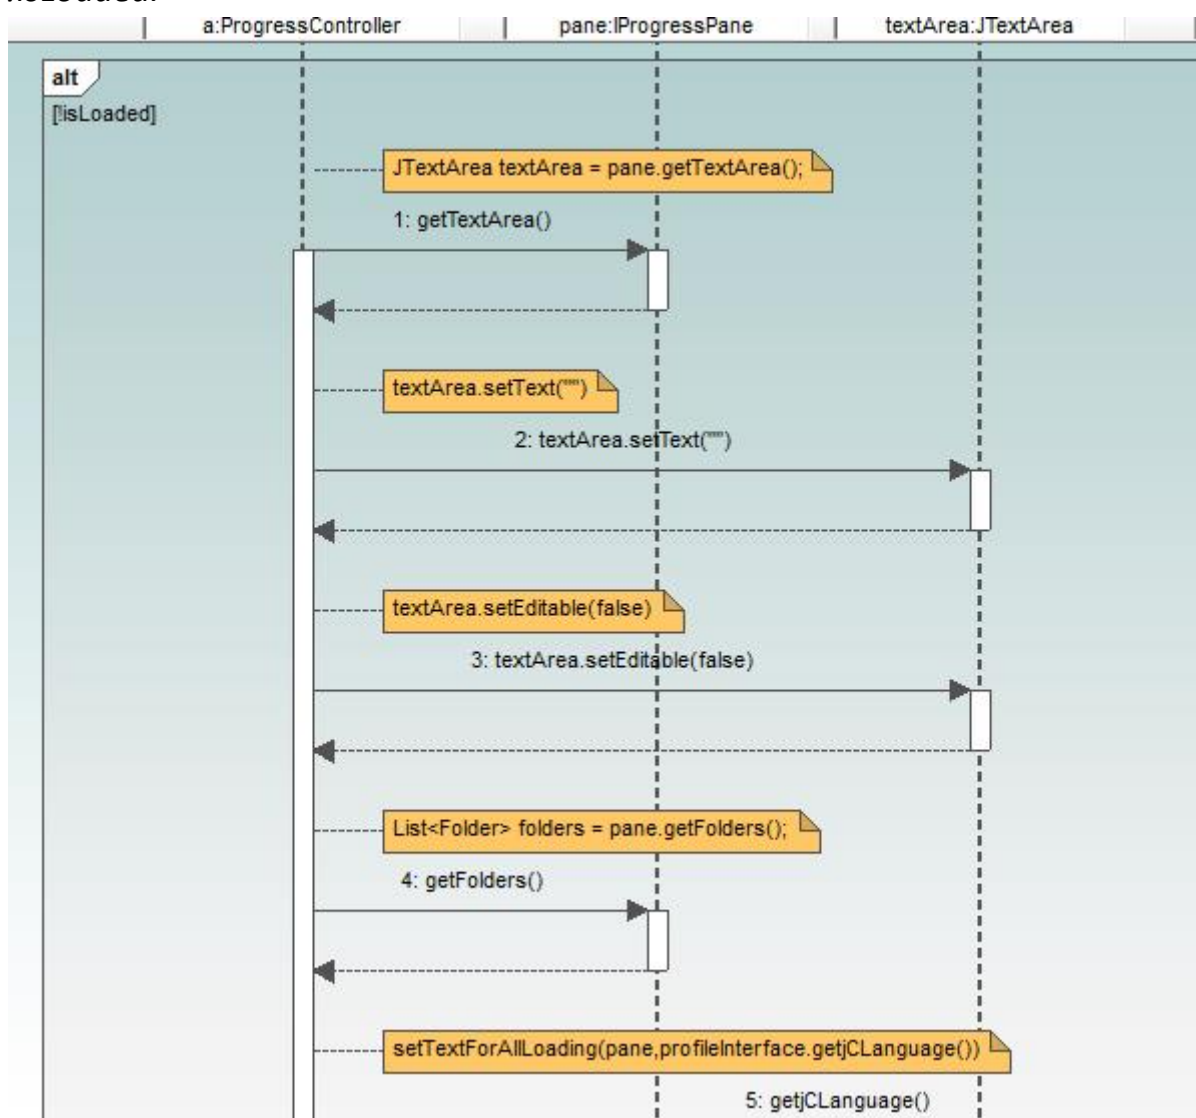 a:ProgressController pane:IProgressPane textArea:JTextArea
alt
[!isLoaded]
JTextArea textArea = pane.getTextArea();
1: getTextArea()
textArea.setText("")
2: textArea.setText("")
textArea.setEditable(false)
3: textArea.setEditable(false)
List<Folder> folders = pane.getFolders();
4: getFolders()
setTextForAllLoading(pane,profileInterface.getjCLanguage())
5: getjCLanguage()